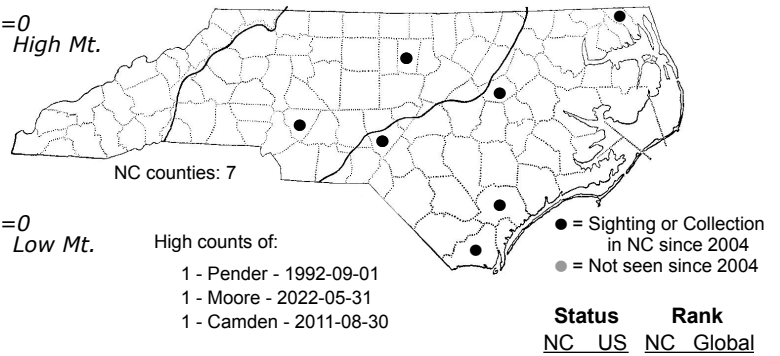 =0
High Mt.
NC counties: 7
=0
Low Mt.
High counts of:
1 - Pender - 1992-09-01
1 - Moore - 2022-05-31
1 - Camden - 2011-08-30
● = Sighting or Collection
in NC since 2004
● = Not seen since 2004
Status Rank
NC US NC Global